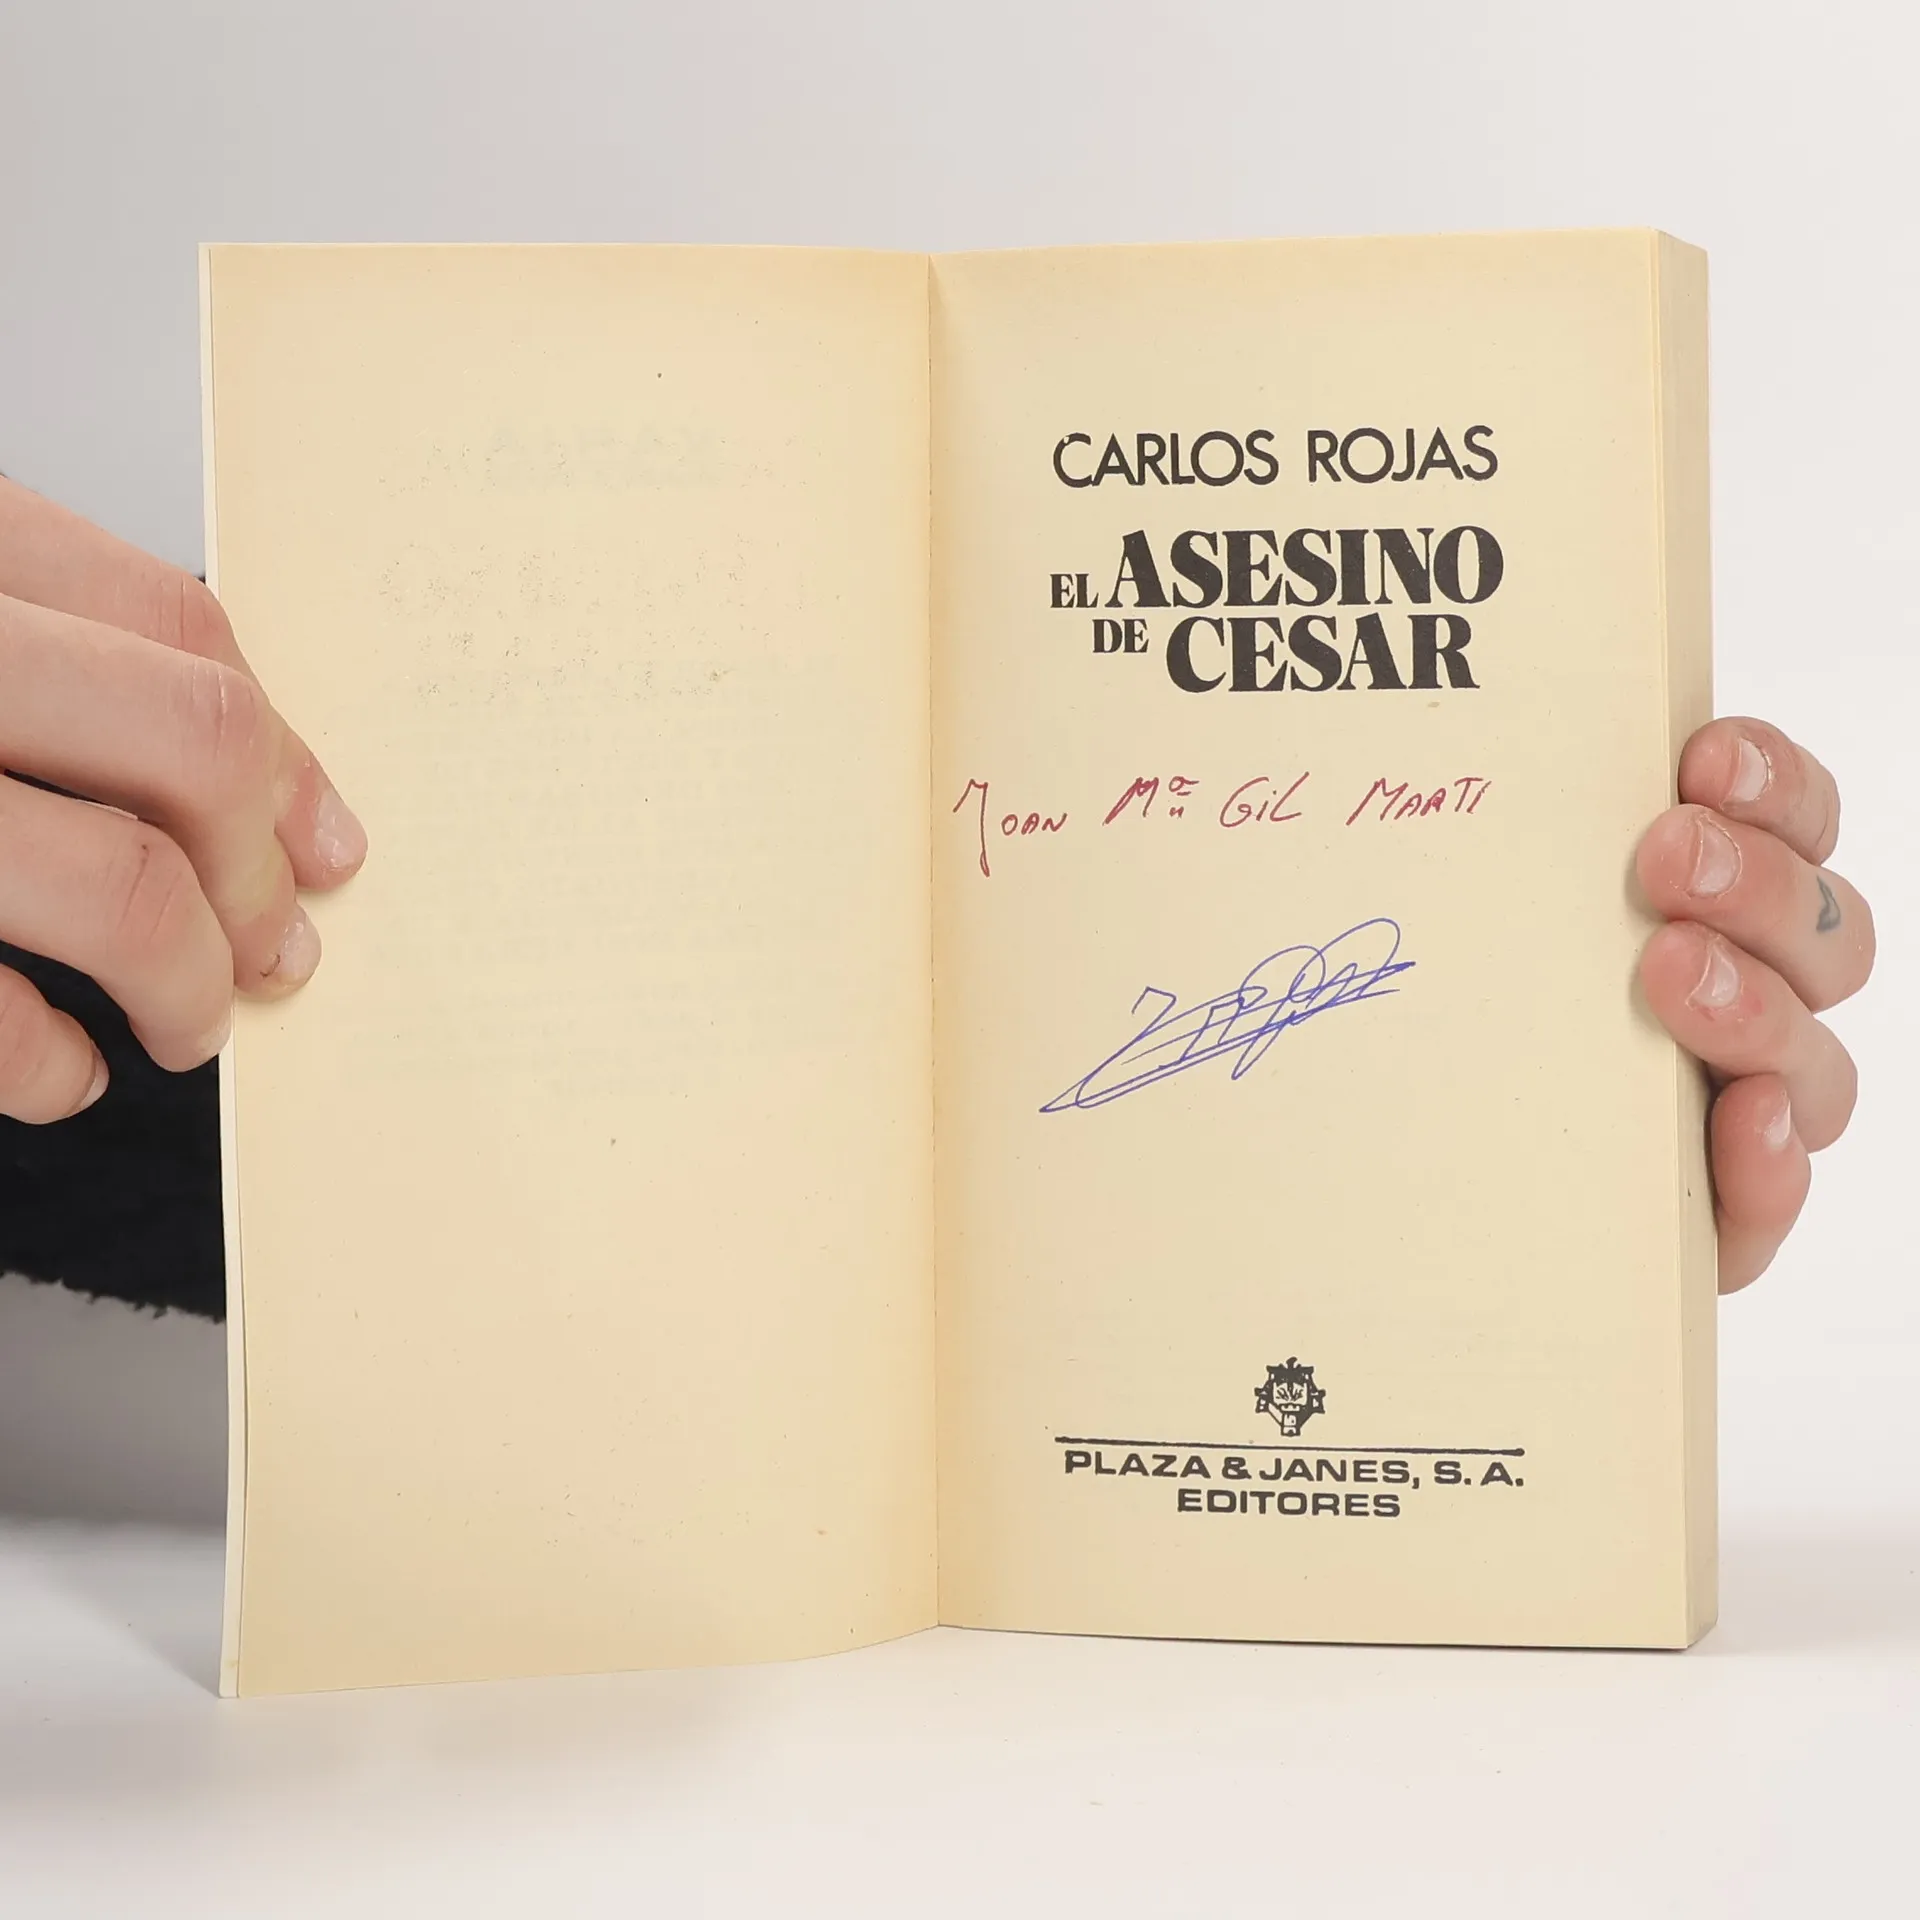 CARLOS ROJAS
EL ASESINO
DE CESAR
JOAN Mª GIL MARTI
PLAZA & JANES, S.A.
EDITORES